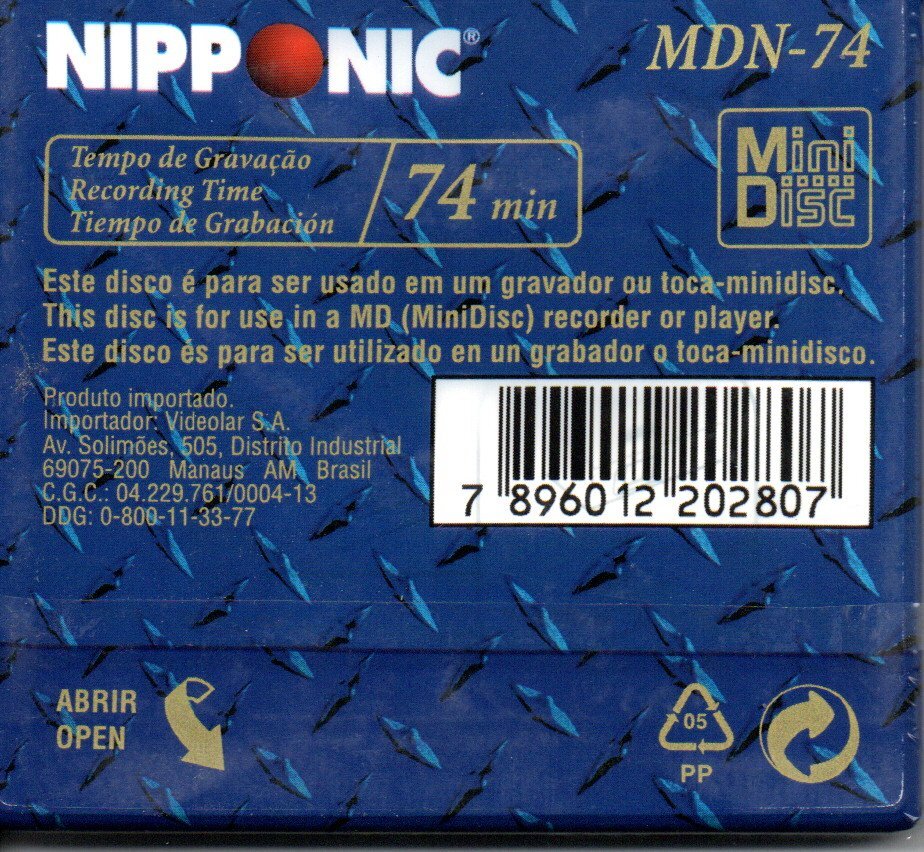 NIPPONIC®
MDN-74
Tempo de Gravação
Recording Time
Tiempo de Grabación
74 min
MiniDisc
Este disco é para ser usado em um gravador ou toca-minidisc.
This disc is for use in a MD (MiniDisc) recorder or player.
Este disco és para ser utilizado en un grabador o toca-minidisco.
Produto importado.
Importador: Videolar S.A.
Av. Solimões, 505, Distrito Industrial
69075-200 Manaus AM Brasil
C.G.C.: 04.229.761/0004-13
DDG: 0-800-11-33-77
7 896012 202807
ABRIR
OPEN
05
PP